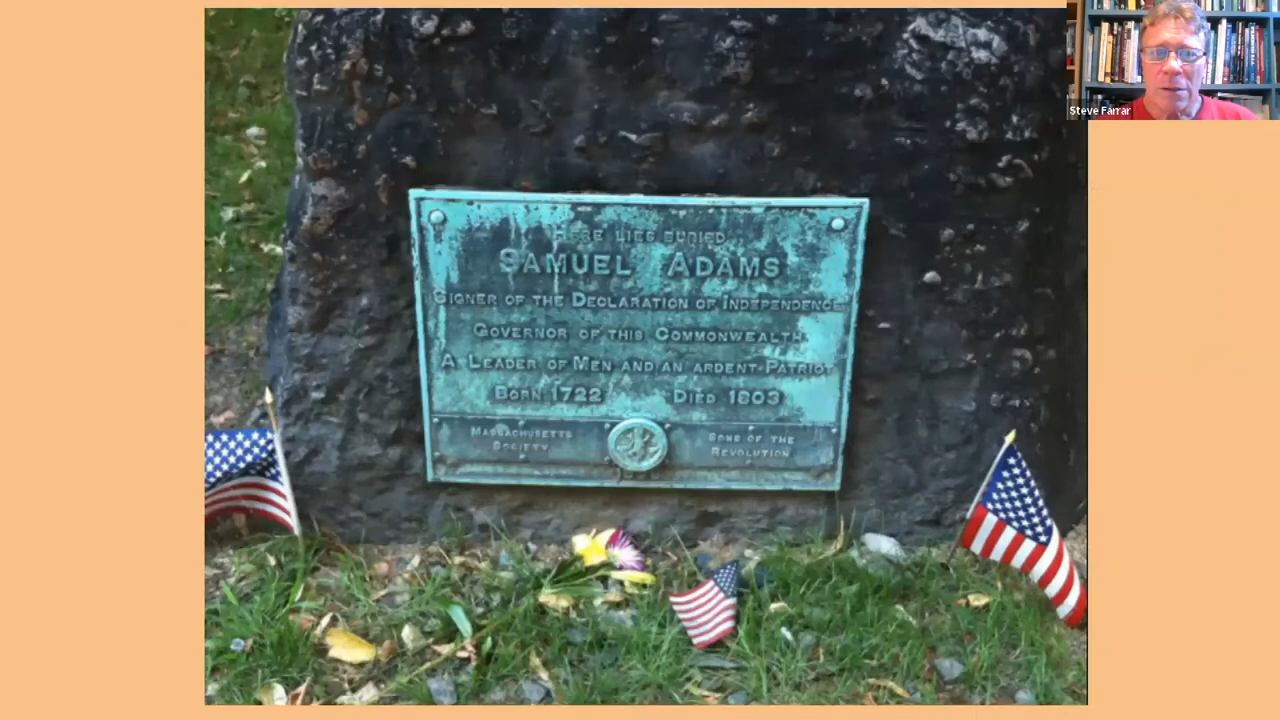 Steve Farrar
HERE LIES BURIED
SAMUEL ADAMS
SIGNER OF THE DECLARATION OF INDEPENDENCE
GOVERNOR OF THIS COMMONWEALTH
A LEADER OF MEN AND AN ARDENT PATRIOT
BORN 1722 DIED 1803
MASSACHUSETTS SOCIETY
SONS OF THE REVOLUTION